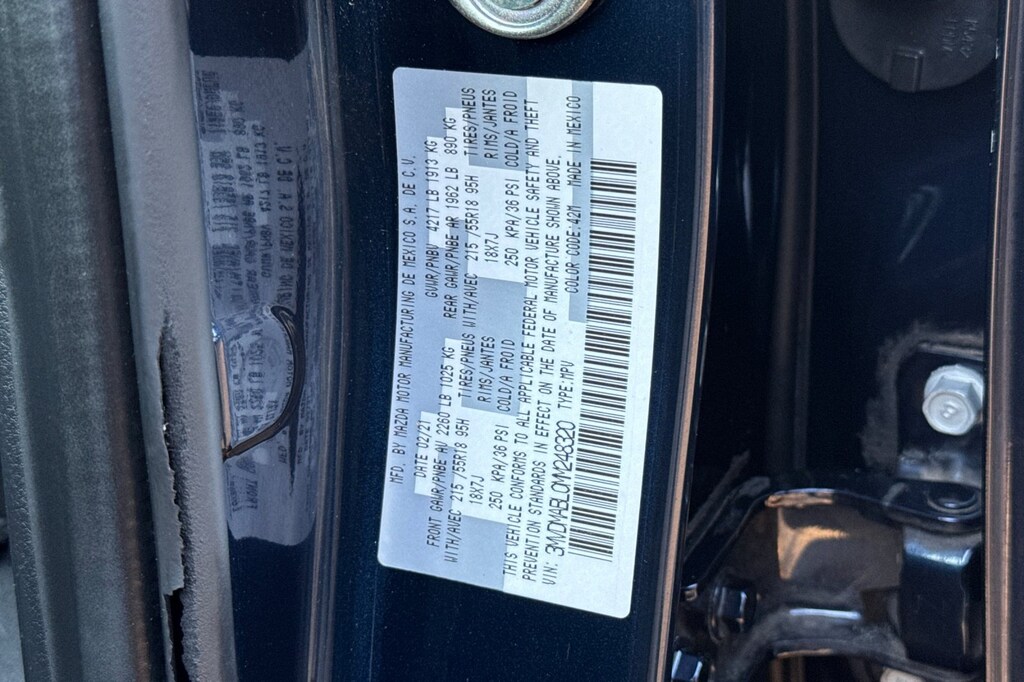 MFD. BY MAZDA MOTOR MANUFACTURING DE MEXICO S.A. DE C.V.
DATE 02/21 GVWR/PNBV 4217 LB 1913 KG
FRONT GAWR/PNBE AV 2260 LB 1025 KG REAR GAWR/PNBE AR 1962 LB 890 KG
WITH/AVEC 215 /55R18 95H TIRES/PNEUS WITH/AVEC 215 /55R18 95H TIRES/PNEUS
18X7J RIMS/JANTES 18X7J RIMS/JANTES
250 KPA/36 PSI COLD/A FROID 250 KPA/36 PSI COLD/A FROID
THIS VEHICLE CONFORMS TO ALL APPLICABLE FEDERAL MOTOR VEHICLE SAFETY AND THEFT
PREVENTION STANDARDS IN EFFECT ON THE DATE OF MANUFACTURE SHOWN ABOVE.
VIN: TYPE:MPV COLOR CODE:42M MADE IN MEXICO